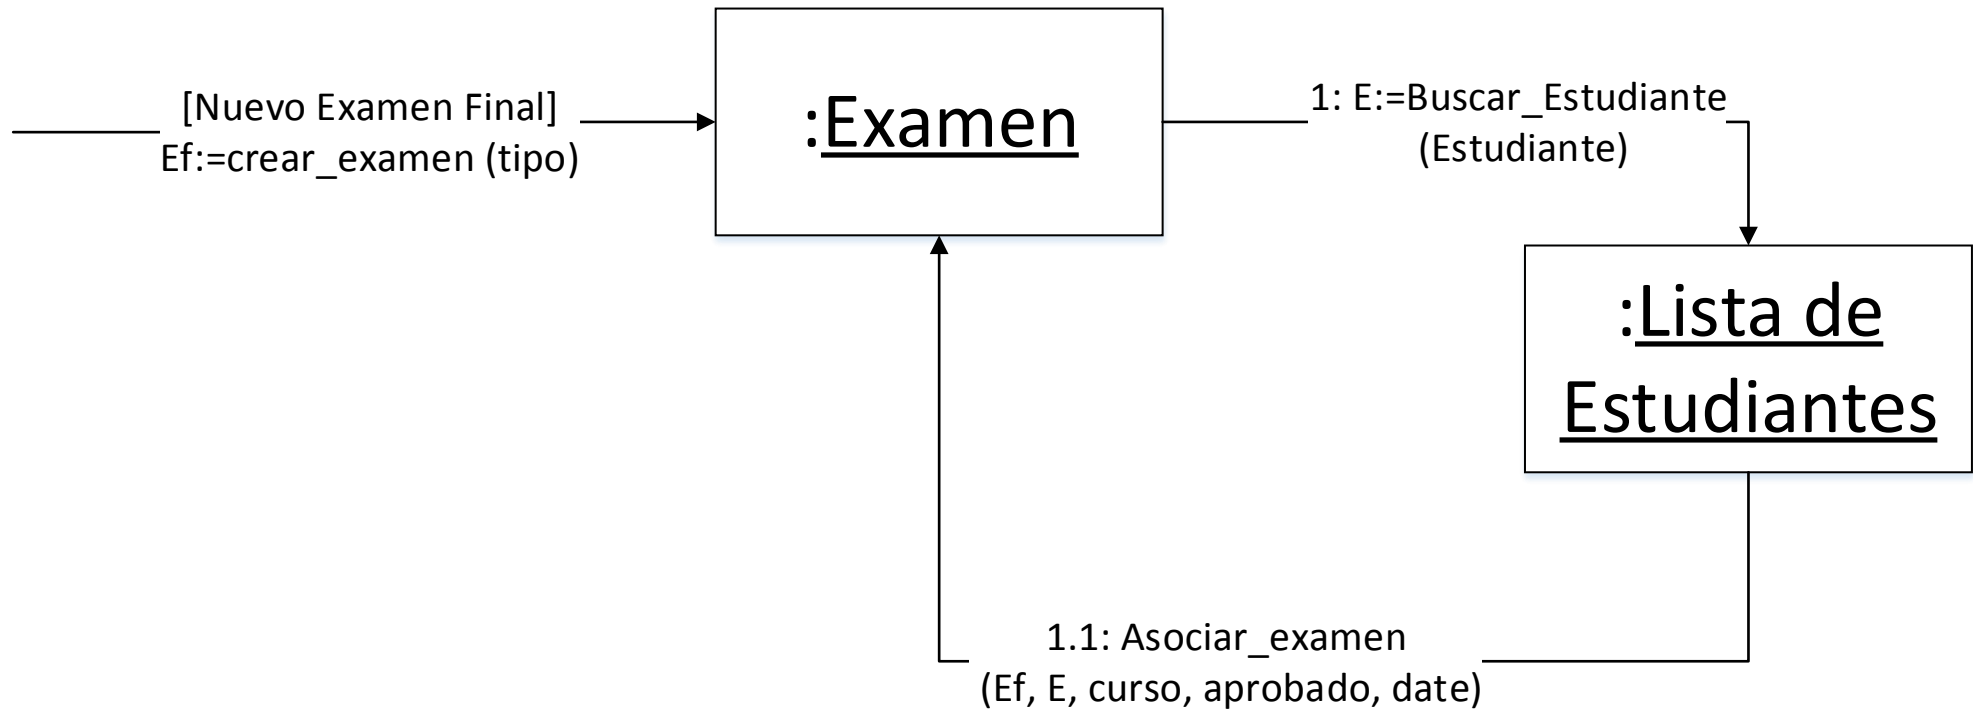 [Nuevo Examen Final]
Ef:=crear_examen (tipo)
:Examen
1: E:=Buscar_Estudiante
(Estudiante)
:Lista de
Estudiantes
1.1: Asociar_examen
(Ef, E, curso, aprobado, date)